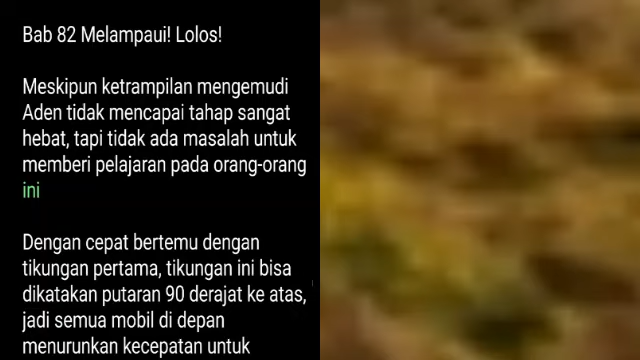 Bab 82 Melampaui! Lolos!
Meskipun ketrampilan mengemudi
Aden tidak mencapai tahap sangat
hebat, tapi tidak ada masalah untuk
memberi pelajaran pada orang-orang
ini
Dengan cepat bertemu dengan
tikungan pertama, tikungan ini bisa
dikatakan putaran 90 derajat ke atas,
jadi semua mobil di depan
menurunkan kecepatan untuk